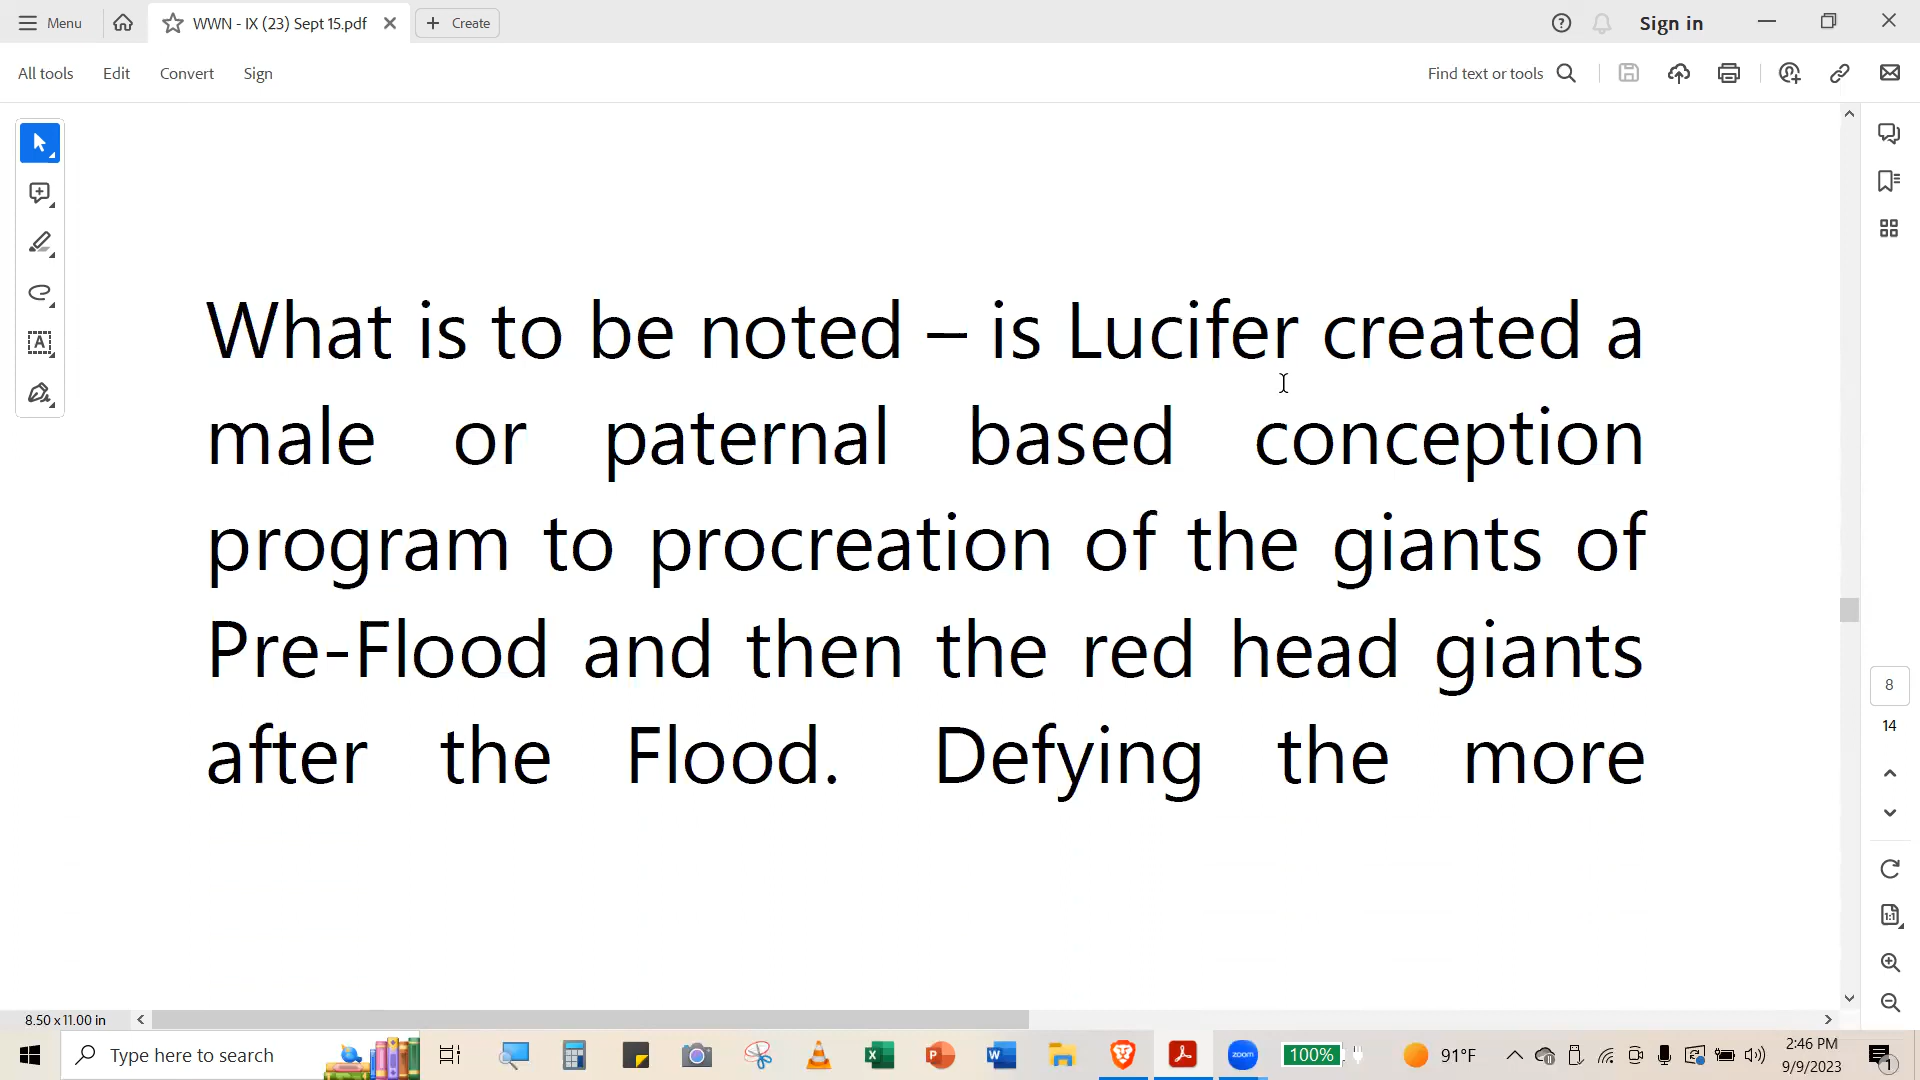 Menu
WWN - IX (23) Sept 15.pdf
Create
Sign in
All tools
Edit
Convert
Sign
Find text or tools
What is to be noted – is Lucifer created a
male or paternal based conception
program to procreation of the giants of
Pre-Flood and then the red head giants
after the Flood. Defying the more
8
14
8.50 x 11.00 in
Type here to search
zoom
100%
91°F
2:46 PM
9/9/2023
1